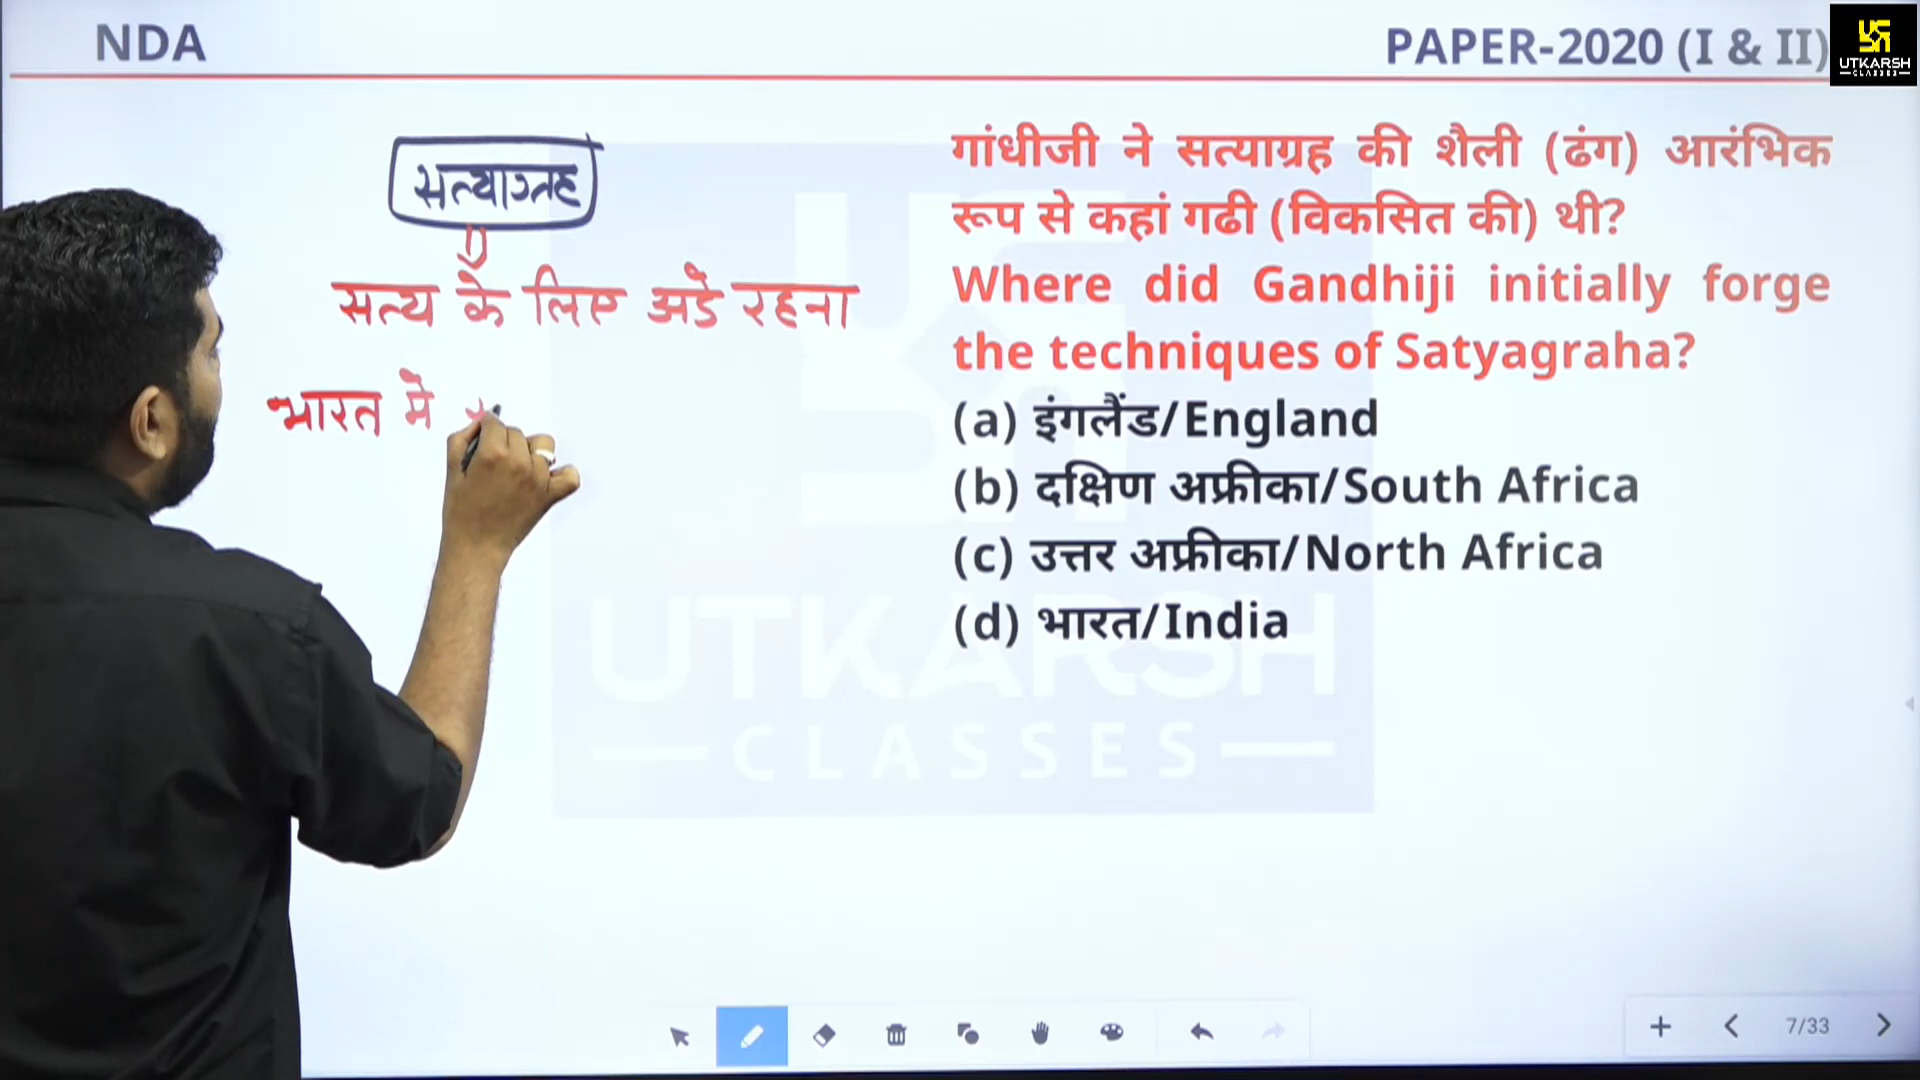 NDA
PAPER-2020 (I & II)
UTKARSH
CLASSES
सत्याग्रह
सत्य के लिए अडे रहना
भारत में
गांधीजी ने सत्याग्रह की शैली (ढंग) आरंभिक
रूप से कहां गढी (विकसित की) थी?
Where did Gandhiji initially forge
the techniques of Satyagraha?
(a) इंगलैंड/England
(b) दक्षिण अफ्रीका/South Africa
(c) उत्तर अफ्रीका/North Africa
(d) भारत/India
UTKARSH
CLASSES
7/33